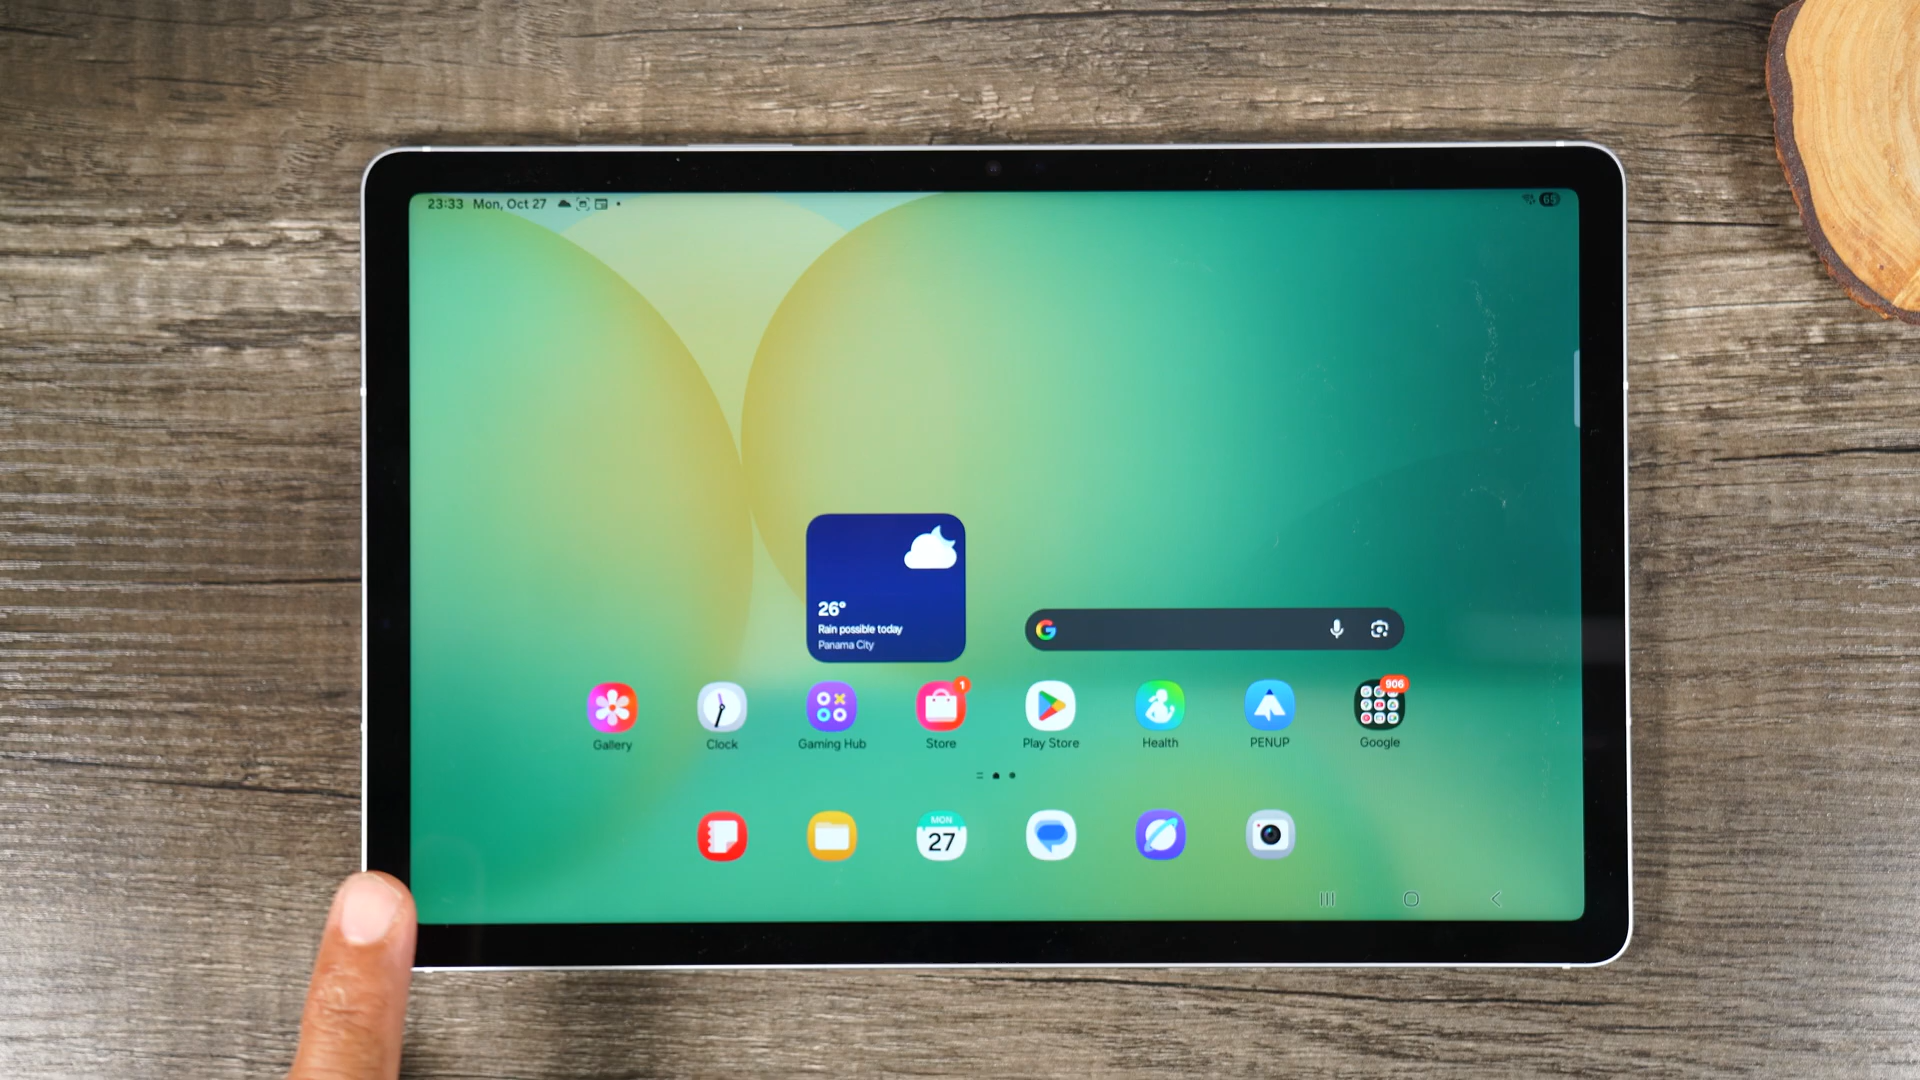 23:33 Mon, Oct 27
65
26°
Rain possible today
Panama City
1
906
Gallery
Clock
Gaming Hub
Store
Play Store
Health
PENUP
Google
MON
27